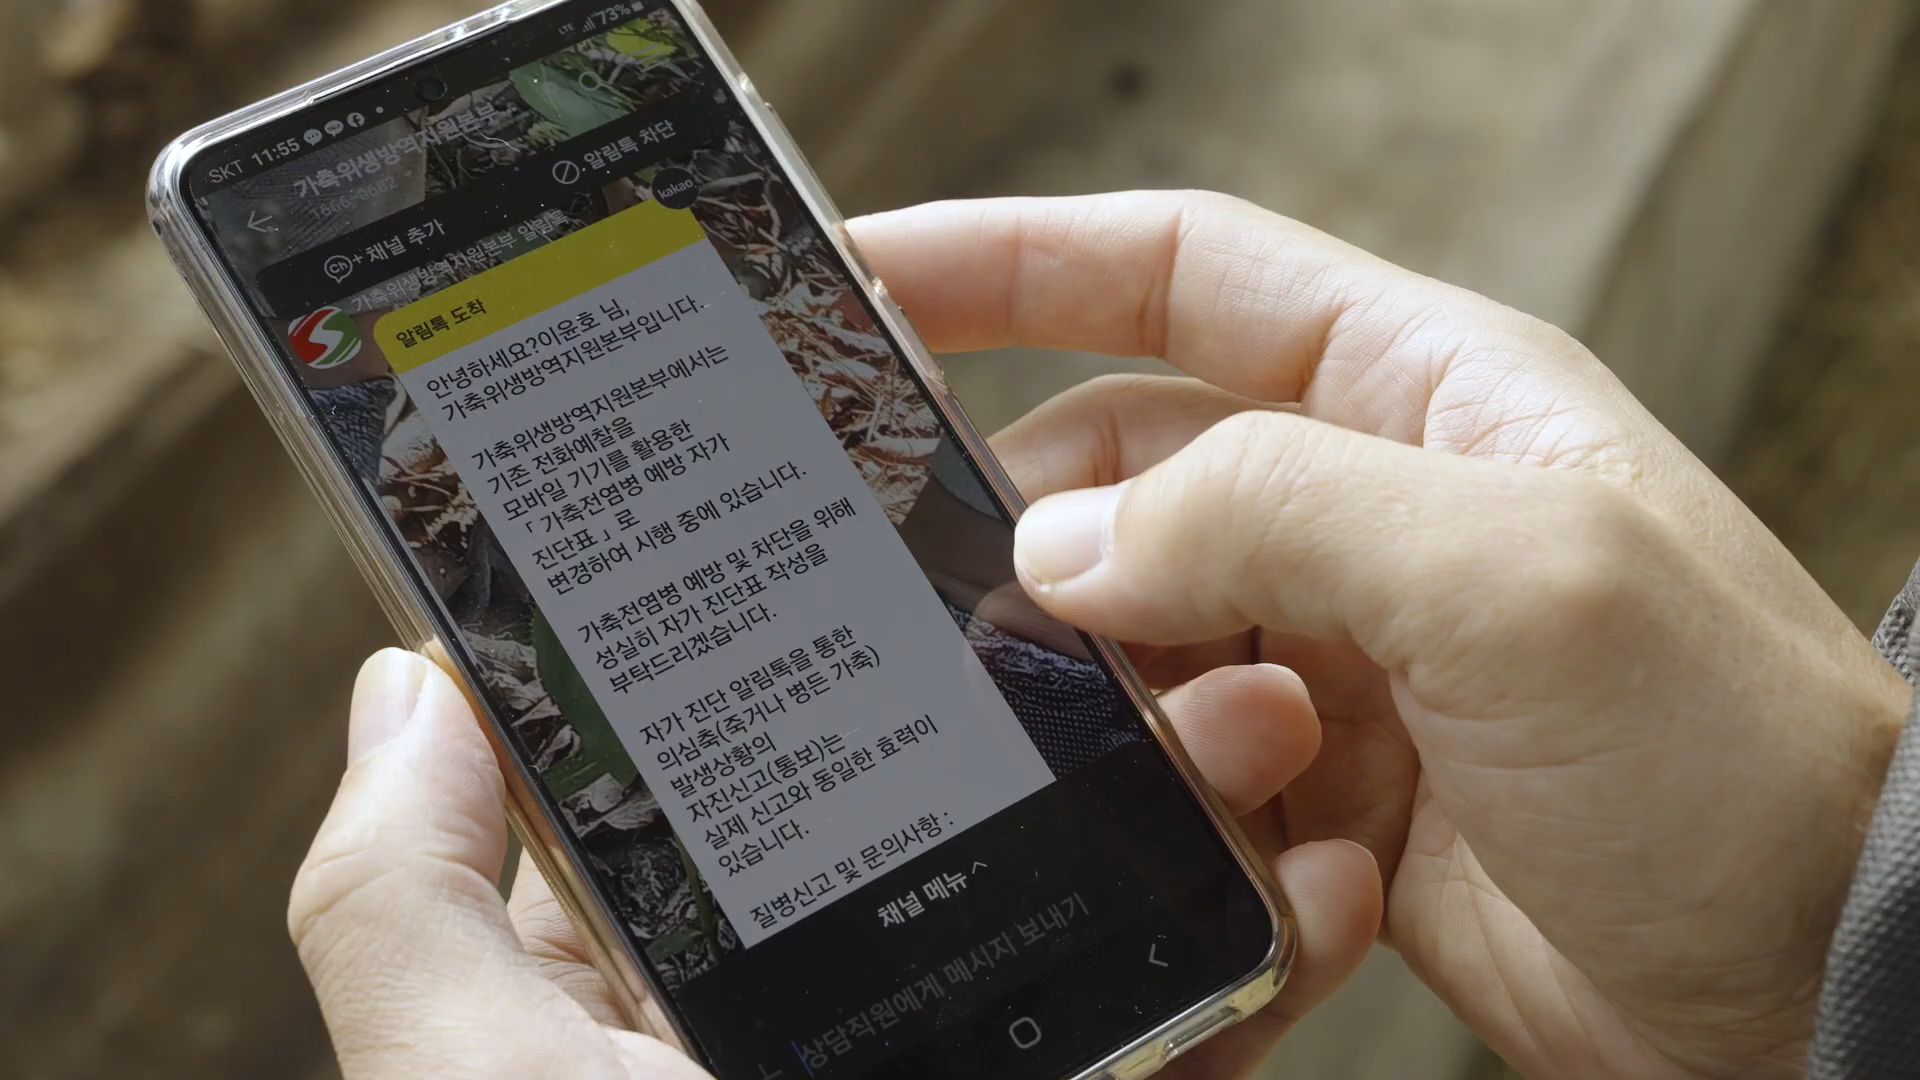 SKT 11:55
LTE 73%
가축위생방역지원본부
1666-0682
Ch+ 채널 추가
알림톡 차단
가축위생방역지원본부 알림톡
kakao
알림톡 도착
안녕하세요?이윤호 님,
가축위생방역지원본부입니다.
가축위생방역지원본부에서는
기존 전화예찰을
모바일 기기를 활용한
「 가축전염병 예방 자가
진단표 」로
변경하여 시행 중에 있습니다.
가축전염병 예방 및 차단을 위해
성실히 자가 진단표 작성을
부탁드리겠습니다.
자가 진단 알림톡을 통한
의심축(죽거나 병든 가축)
발생상황의
자진신고(통보)는
실제 신고와 동일한 효력이
있습니다.
질병신고 및 문의사항 :
채널 메뉴
상담직원에게 메시지 보내기